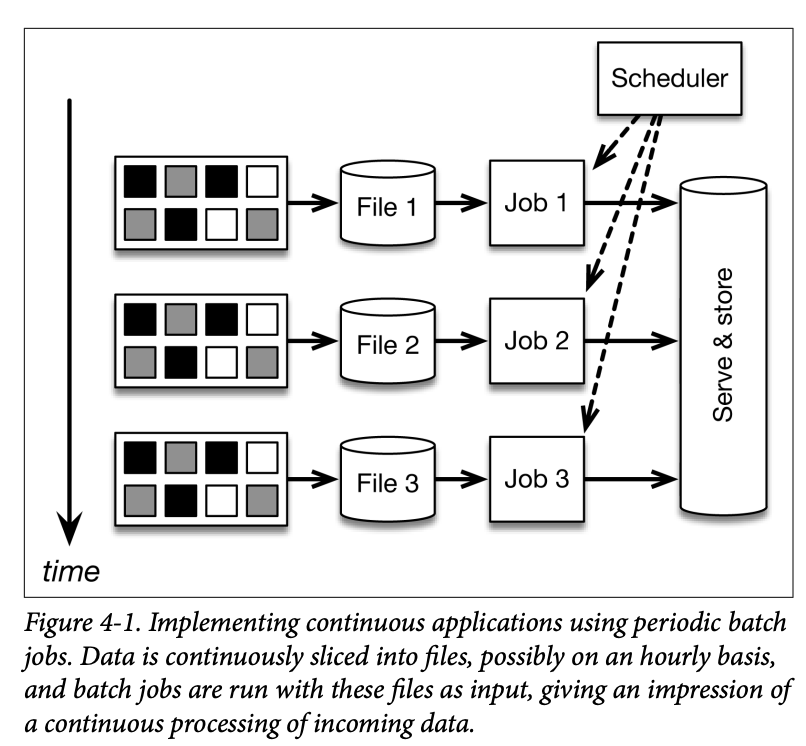 Scheduler
File 1
Job 1
File 2
Job 2
Serve & store
File 3
Job 3
time
Figure 4-1. Implementing continuous applications using periodic batch
jobs. Data is continuously sliced into files, possibly on an hourly basis,
and batch jobs are run with these files as input, giving an impression of
a continuous processing of incoming data.